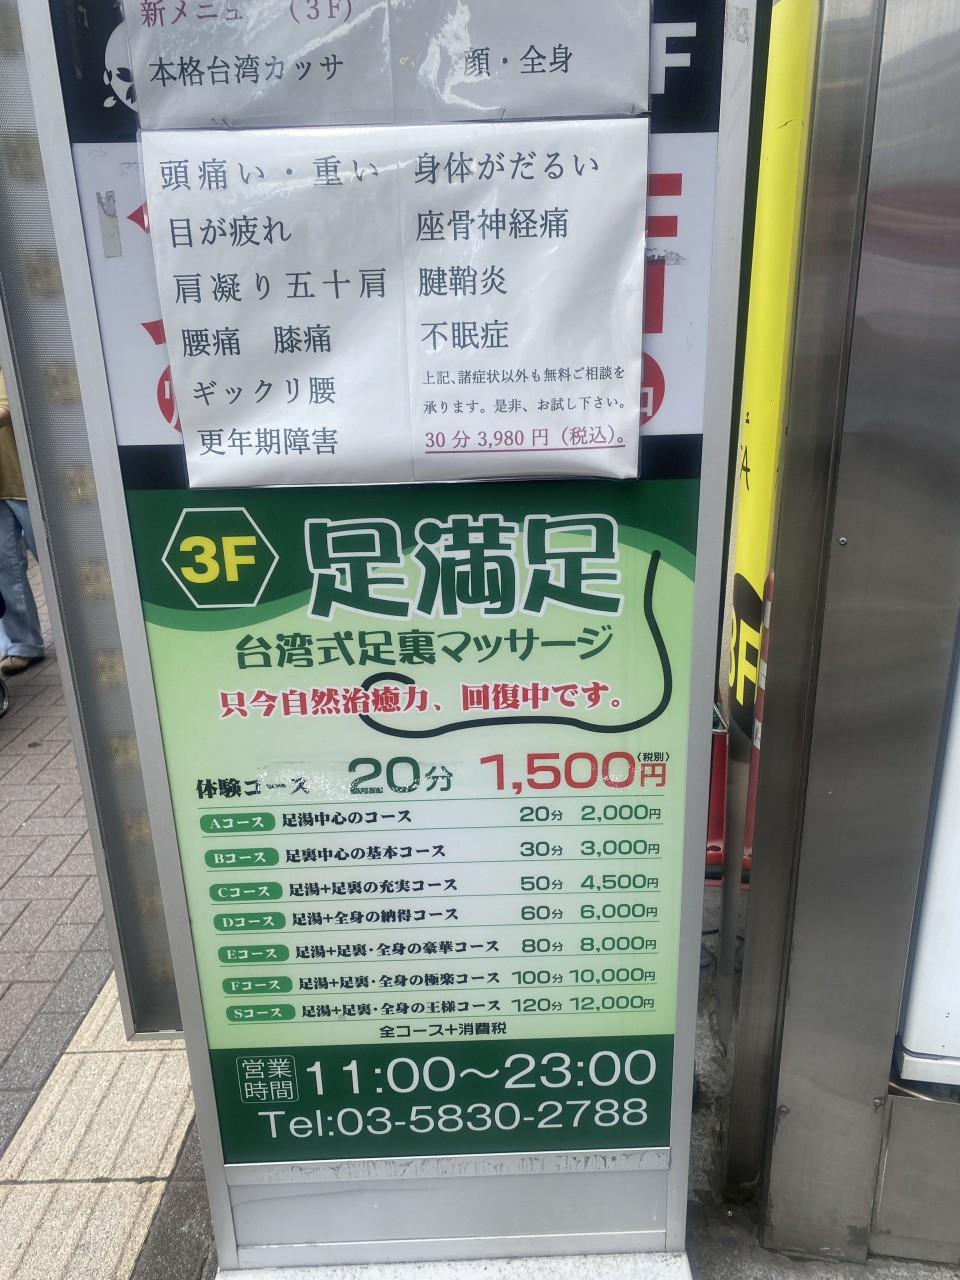 新メニュー （3F）
本格台湾カッサ 顔・全身
F
頭痛い・重い
目が疲れ
肩凝り五十肩
腰痛 膝痛
ギックリ腰
更年期障害
身体がだるい
座骨神経痛
腱鞘炎
不眠症
上記、諸症状以外も無料ご相談を
承ります。是非、お試し下さい。
30分3,980円（税込）。
3F 足満足
台湾式足裏マッサージ
只今自然治癒力、回復中です。
体験コース 20分 1,500円（税別）
Aコース 足湯中心のコース 20分 2,000円
Bコース 足裏中心の基本コース 30分 3,000円
Cコース 足湯+足裏の充実コース 50分 4,500円
Dコース 足湯+全身の納得コース 60分 6,000円
Eコース 足湯+足裏・全身の豪華コース 80分 8,000円
Fコース 足湯+足裏・全身の極楽コース 100分 10,000円
Sコース 足湯+足裏・全身の王様コース 120分 12,000円
全コース+消費税
営業時間 11:00～23:00
Tel:03-5830-2788
3F